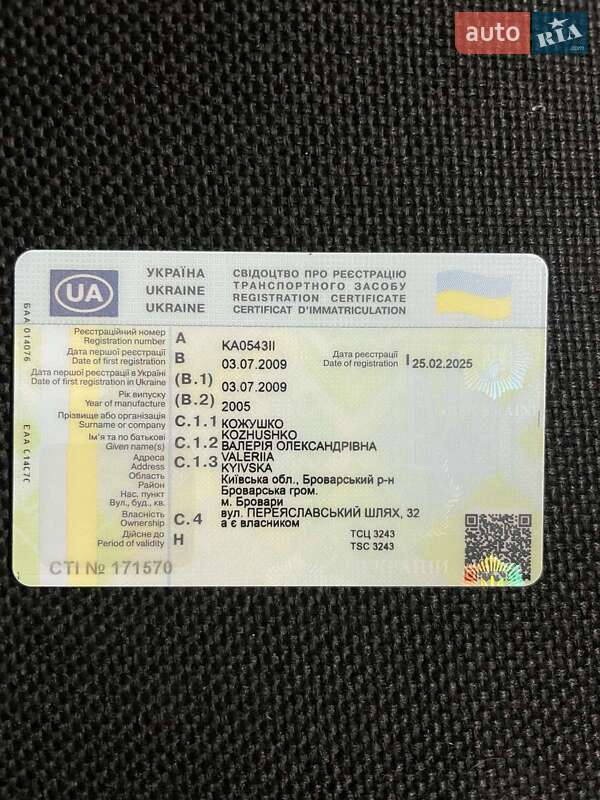 auto RIA .com
УКРАЇНА СВІДОЦТВО ПРО РЕЄСТРАЦІЮ
UKRAINE ТРАНСПОРТНОГО ЗАСОБУ
UKRAINE REGISTRATION CERTIFICATE
CERTIFICAT D'IMMATRICULATION
UA
БАА 014076
ЕАА
Реєстраційний номер
Registration number A KA0543II
Дата першої реєстрації
Date of first registration B 03.07.2009
Дата реєстрації
Date of registration I 25.02.2025
Дата першої реєстрації в Україні
Date of first registration in Ukraine (B.1) 03.07.2009
Рік випуску
Year of manufacture (B.2) 2005
Прізвище або організація
Surname or company C.1.1 КОЖУШКО
KOZHUSHKO
Ім'я та по батькові
Given name(s) C.1.2 ВАЛЕРІЯ ОЛЕКСАНДРІВНА
VALERIIA
Адреса
Address C.1.3 KYIVSKA
Область Київська обл., Броварський р-н
Район Броварська гром.
Нас. пункт м. Бровари
Вул., буд., кв. вул. ПЕРЕЯСЛАВСЬКИЙ ШЛЯХ, 32
Власність
Ownership C.4 а є власником
Дійсне до
Period of validity H
ТСЦ 3243
TSC 3243
СТІ № 171570